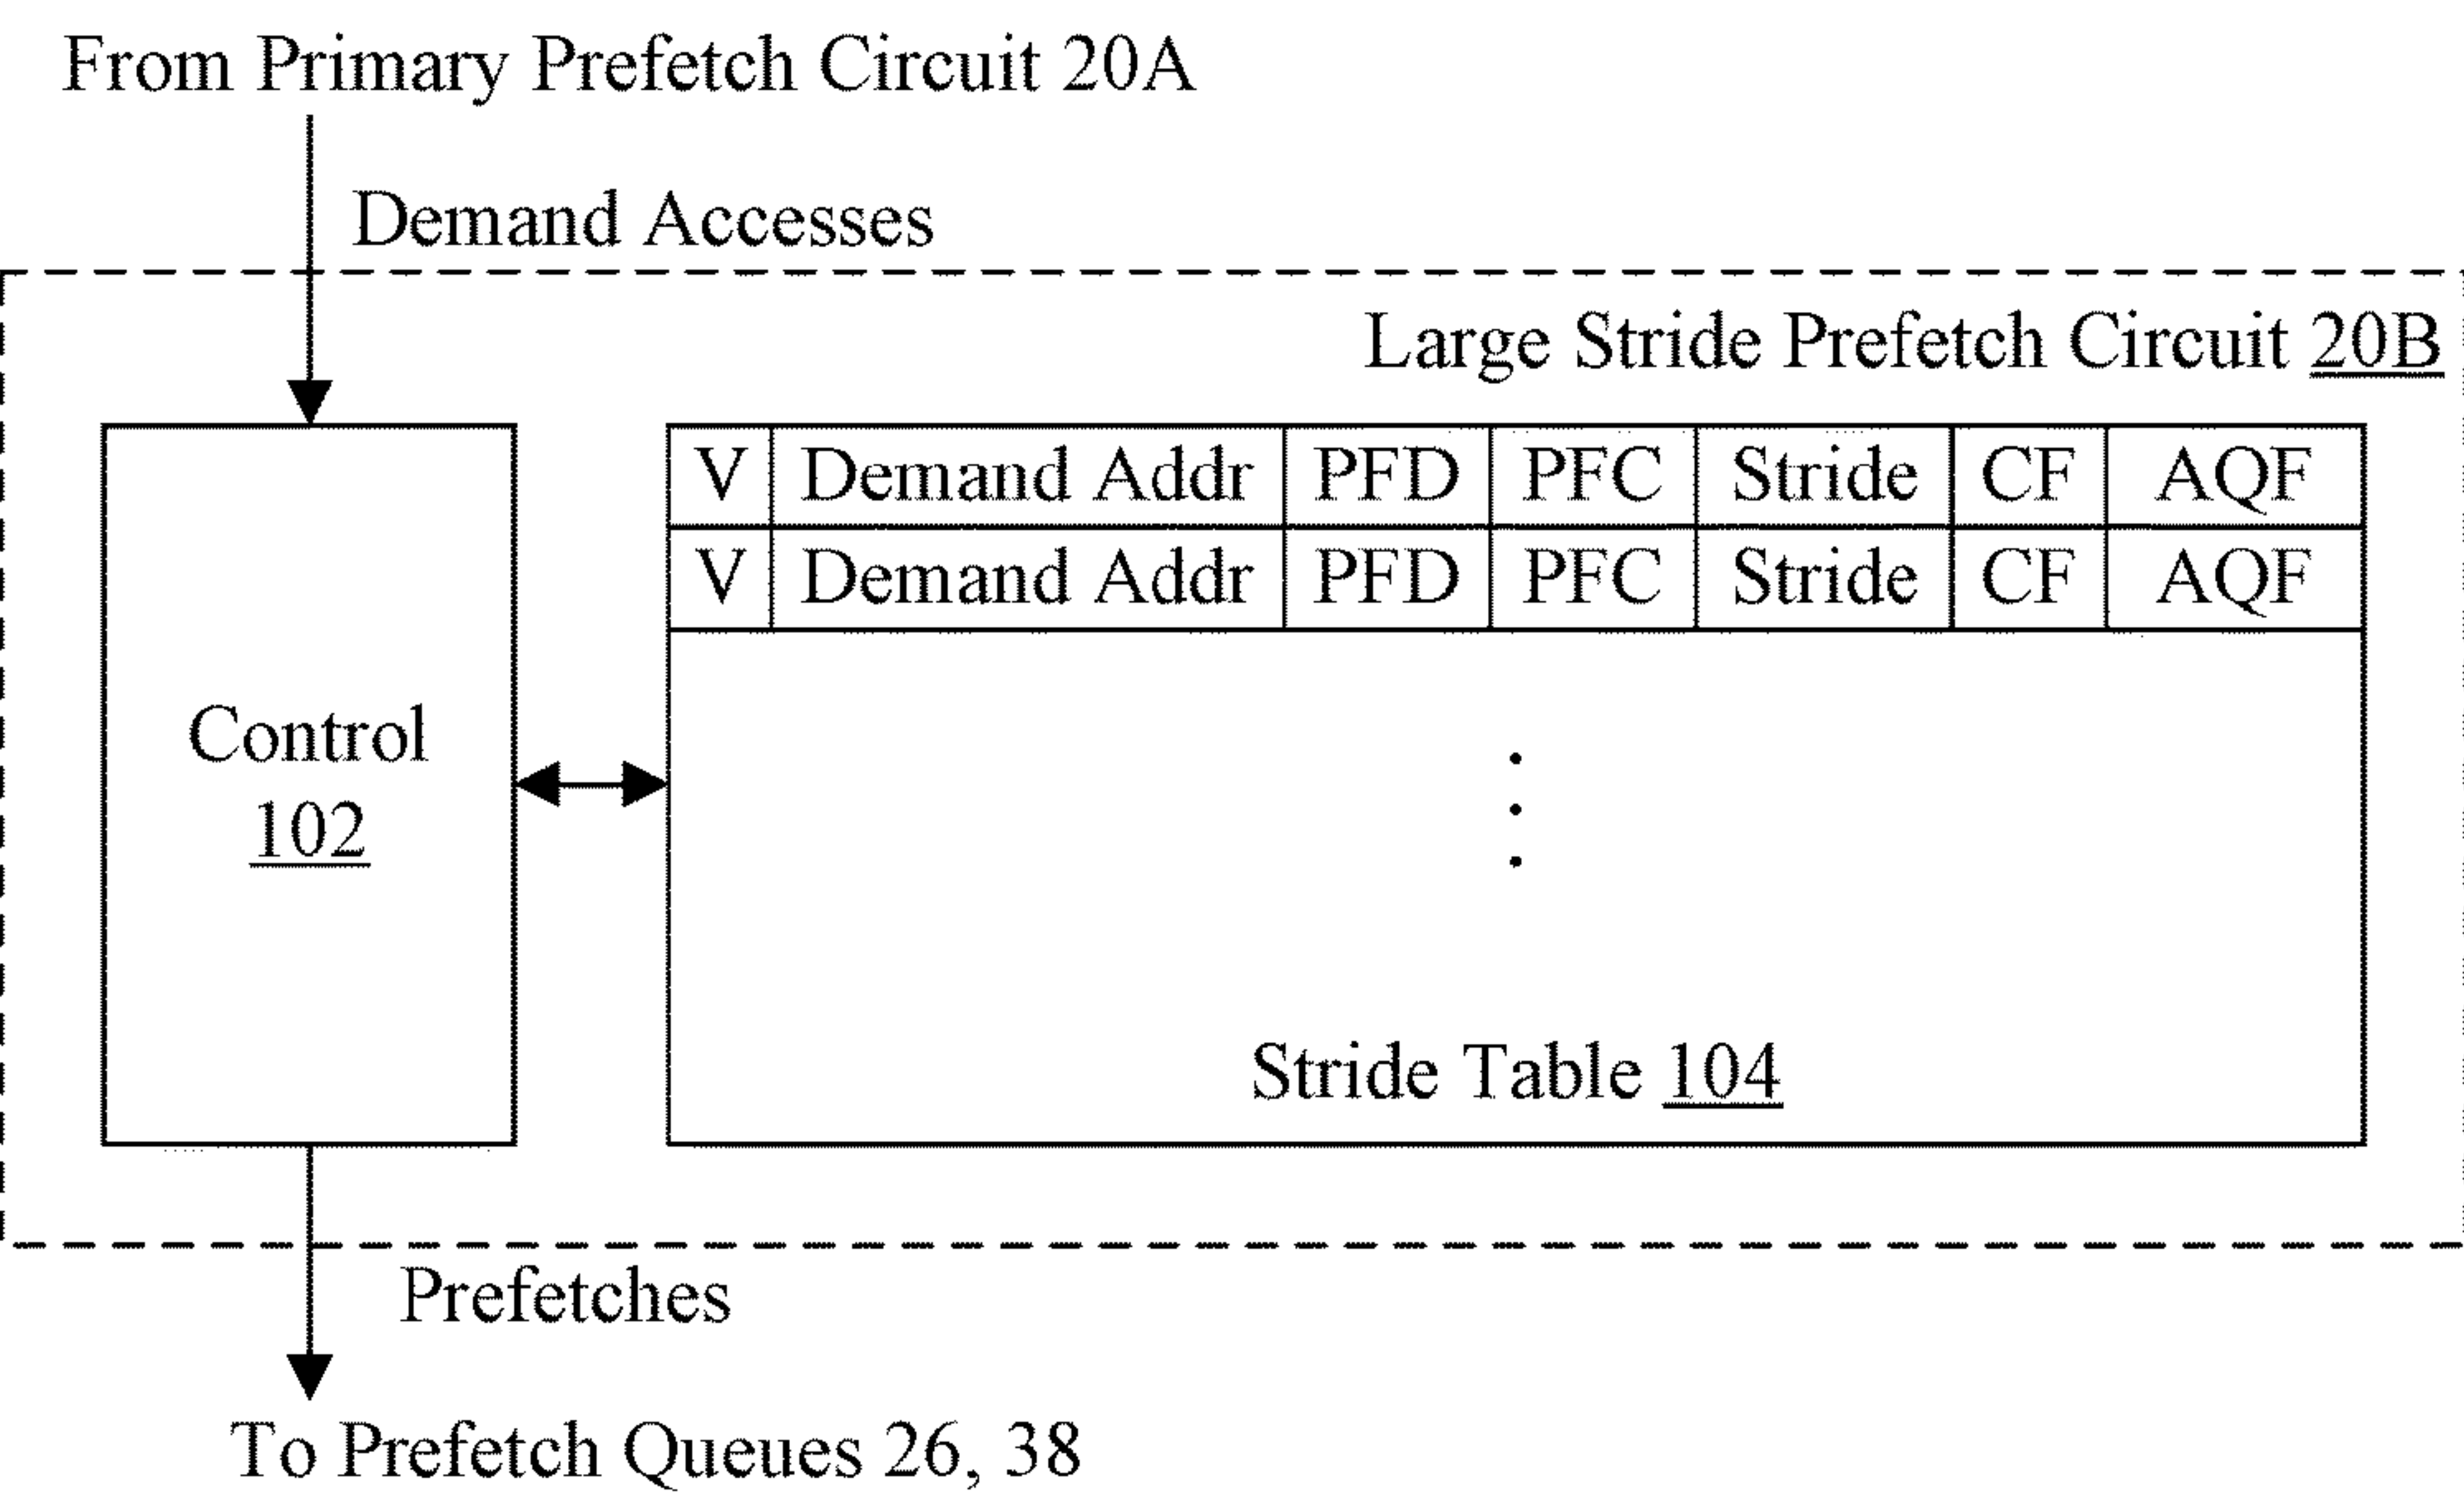 From Primary Prefetch Circuit 20A
Demand Accesses
Large Stride Prefetch Circuit 20B
V Demand Addr PFD PFC Stride CF AQF
V Demand Addr PFD PFC Stride CF AQF
Control
102
Stride Table 104
Prefetches
To Prefetch Queues 26, 38